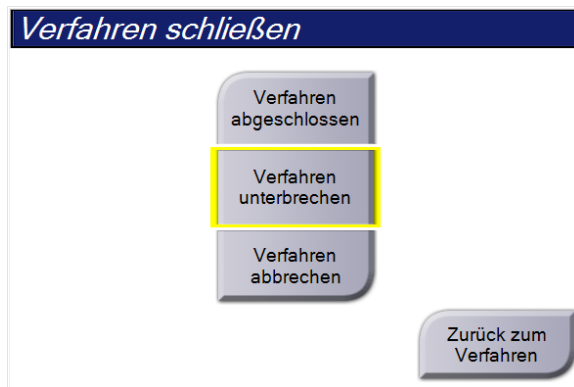 Verfahren schließen
Verfahren
abgeschlossen
Verfahren
unterbrechen
Verfahren
abbrechen
Zurück zum
Verfahren